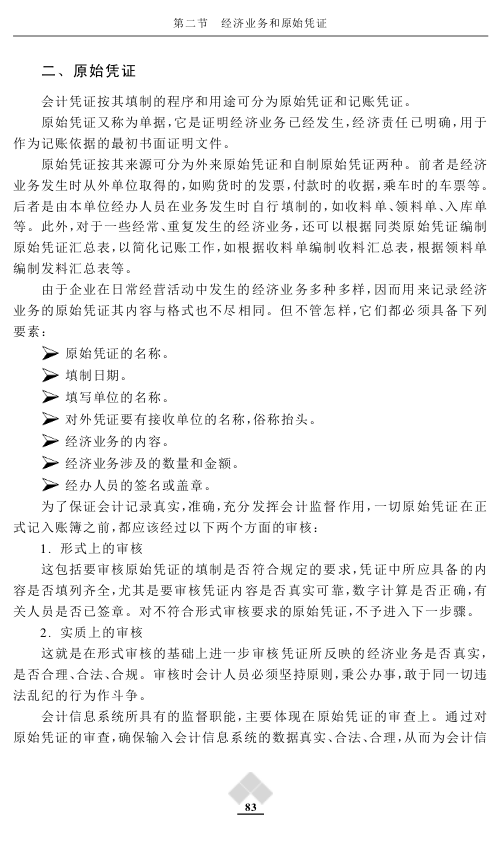 第二节 经济业务和原始凭证
二、原始凭证
会计凭证按其填制的程序和用途可分为原始凭证和记账凭证。
原始凭证又称为单据,它是证明经济业务已经发生,经济责任已明确,用于
作为记账依据的最初书面证明文件。
原始凭证按其来源可分为外来原始凭证和自制原始凭证两种。前者是经济
业务发生时从外单位取得的,如购货时的发票,付款时的收据,乘车时的车票等。
后者是由本单位经办人员在业务发生时自行填制的,如收料单、领料单、入库单
等。此外,对于一些经常、重复发生的经济业务,还可以根据同类原始凭证编制
原始凭证汇总表,以简化记账工作,如根据收料单编制收料汇总表,根据领料单
编制发料汇总表等。
由于企业在日常经营活动中发生的经济业务多种多样,因而用来记录经济
业务的原始凭证其内容与格式也不尽相同。但不管怎样,它们都必须具备下列
要素:
➢ 原始凭证的名称。
➢ 填制日期。
➢ 填写单位的名称。
➢ 对外凭证要有接收单位的名称,俗称抬头。
➢ 经济业务的内容。
➢ 经济业务涉及的数量和金额。
➢ 经办人员的签名或盖章。
为了保证会计记录真实,准确,充分发挥会计监督作用,一切原始凭证在正
式记入账簿之前,都应该经过以下两个方面的审核:
1. 形式上的审核
这包括要审核原始凭证的填制是否符合规定的要求,凭证中所应具备的内
容是否填列齐全,尤其是要审核凭证内容是否真实可靠,数字计算是否正确,有
关人员是否已签章。对不符合形式审核要求的原始凭证,不予进入下一步骤。
2. 实质上的审核
这就是在形式审核的基础上进一步审核凭证所反映的经济业务是否真实,
是否合理、合法、合规。审核时会计人员必须坚持原则,秉公办事,敢于同一切违
法乱纪的行为作斗争。
会计信息系统所具有的监督职能,主要体现在原始凭证的审查上。通过对
原始凭证的审查,确保输入会计信息系统的数据真实、合法、合理,从而为会计信
83